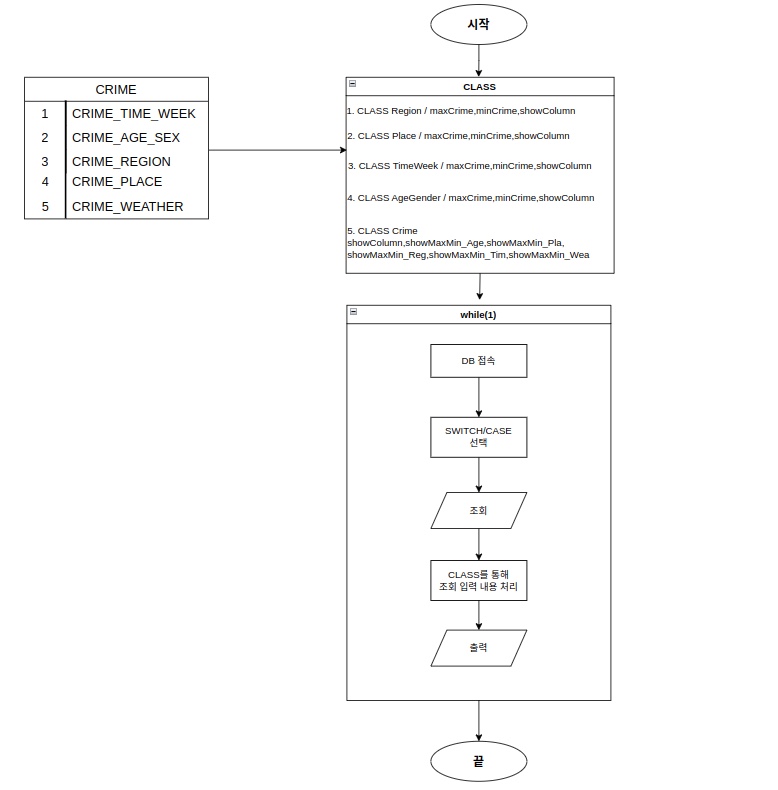 시작
CRIME
1 CRIME_TIME_WEEK
2 CRIME_AGE_SEX
3 CRIME_REGION
4 CRIME_PLACE
5 CRIME_WEATHER
CLASS
1. CLASS Region / maxCrime,minCrime,showColumn
2. CLASS Place / maxCrime,minCrime,showColumn
3. CLASS TimeWeek / maxCrime,minCrime,showColumn
4. CLASS AgeGender / maxCrime,minCrime,showColumn
5. CLASS Crime
showColumn,showMaxMin_Age,showMaxMin_Pla,
showMaxMin_Reg,showMaxMin_Tim,showMaxMin_Wea
while(1)
DB 접속
SWITCH/CASE
선택
조회
CLASS를 통해
조회 입력 내용 처리
출력
끝